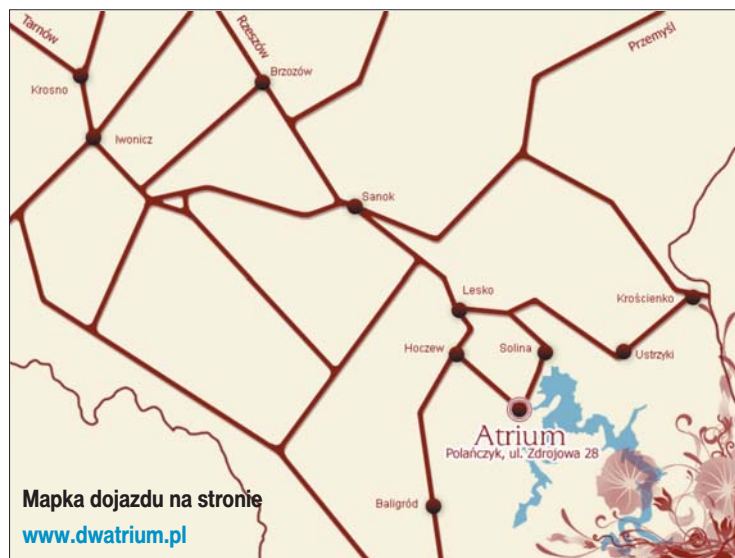 Tarnów
Rzeszów
Przemyśl
Brzozów
Krosno
Iwonicz
Sanok
Lesko
Krościenko
Hoczew
Solina
Ustrzyki
Atrium
Polańczyk, ul. Zdrojowa 28
Baligród
Mapka dojazdu na stronie
www.dwatrium.pl